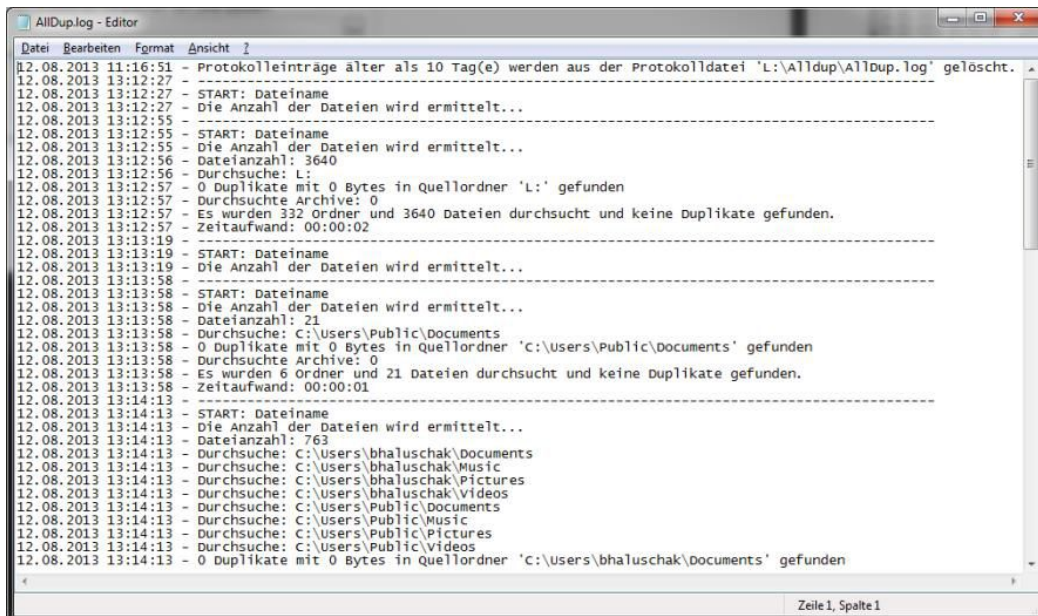 AllDup.log - Editor
Datei Bearbeiten Format Ansicht ?
12.08.2013 11:16:51 - Protokolleinträge älter als 10 Tag(e) werden aus der Protokolldatei 'L:\Alldup\AllDup.log' gelöscht.
12.08.2013 13:12:27 - --------------------------------------------------------------------------------
12.08.2013 13:12:27 - START: Dateiname
12.08.2013 13:12:27 - Die Anzahl der Dateien wird ermittelt...
12.08.2013 13:12:55 - --------------------------------------------------------------------------------
12.08.2013 13:12:55 - START: Dateiname
12.08.2013 13:12:55 - Die Anzahl der Dateien wird ermittelt...
12.08.2013 13:12:56 - Dateianzahl: 3640
12.08.2013 13:12:56 - Durchsuche: L:
12.08.2013 13:12:57 - 0 Duplikate mit 0 Bytes in Quellordner 'L:' gefunden
12.08.2013 13:12:57 - Durchsuchte Archive: 0
12.08.2013 13:12:57 - Es wurden 332 Ordner und 3640 Dateien durchsucht und keine Duplikate gefunden.
12.08.2013 13:12:57 - Zeitaufwand: 00:00:02
12.08.2013 13:13:19 - --------------------------------------------------------------------------------
12.08.2013 13:13:19 - START: Dateiname
12.08.2013 13:13:19 - Die Anzahl der Dateien wird ermittelt...
12.08.2013 13:13:58 - --------------------------------------------------------------------------------
12.08.2013 13:13:58 - START: Dateiname
12.08.2013 13:13:58 - Die Anzahl der Dateien wird ermittelt...
12.08.2013 13:13:58 - Dateianzahl: 21
12.08.2013 13:13:58 - Durchsuche: C:\Users\Public\Documents
12.08.2013 13:13:58 - 0 Duplikate mit 0 Bytes in Quellordner 'C:\Users\Public\Documents' gefunden
12.08.2013 13:13:58 - Durchsuchte Archive: 0
12.08.2013 13:13:58 - Es wurden 6 Ordner und 21 Dateien durchsucht und keine Duplikate gefunden.
12.08.2013 13:13:58 - Zeitaufwand: 00:00:01
12.08.2013 13:14:13 - --------------------------------------------------------------------------------
12.08.2013 13:14:13 - START: Dateiname
12.08.2013 13:14:13 - Die Anzahl der Dateien wird ermittelt...
12.08.2013 13:14:13 - Dateianzahl: 763
12.08.2013 13:14:13 - Durchsuche: C:\Users\bhaluschak\Documents
12.08.2013 13:14:13 - Durchsuche: C:\Users\bhaluschak\Music
12.08.2013 13:14:13 - Durchsuche: C:\Users\bhaluschak\Pictures
12.08.2013 13:14:13 - Durchsuche: C:\Users\bhaluschak\Videos
12.08.2013 13:14:13 - Durchsuche: C:\Users\Public\Documents
12.08.2013 13:14:13 - Durchsuche: C:\Users\Public\Music
12.08.2013 13:14:13 - Durchsuche: C:\Users\Public\Pictures
12.08.2013 13:14:13 - Durchsuche: C:\Users\Public\Videos
12.08.2013 13:14:13 - 0 Duplikate mit 0 Bytes in Quellordner 'C:\Users\bhaluschak\Documents' gefunden
Zeile 1, Spalte 1